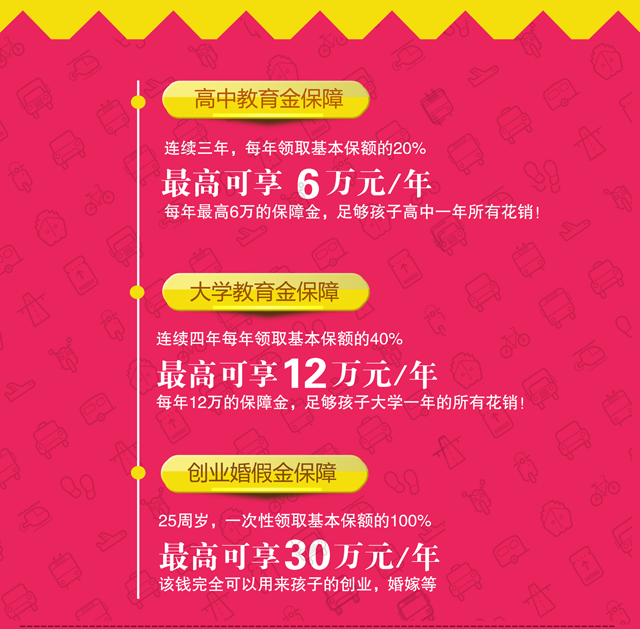 高中教育金保障
连续三年，每年领取基本保额的20%
最高可享 6万元/年
每年最高6万的保障金，足够孩子高中一年所有花销！
大学教育金保障
连续四年每年领取基本保额的40%
最高可享12万元/年
每年12万的保障金，足够孩子大学一年的所有花销！
创业婚假金保障
25周岁，一次性领取基本保额的100%
最高可享30万元/年
该钱完全可以用来孩子的创业，婚嫁等